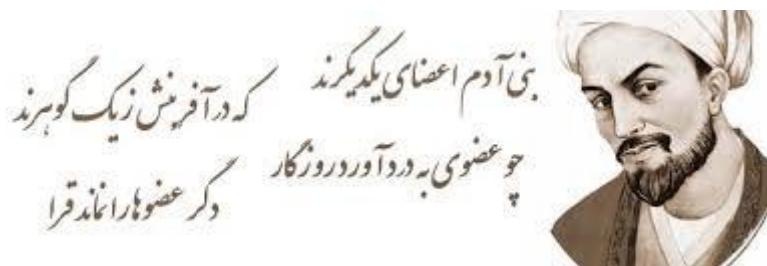 بنی آدم اعضای یکدیگرند
که در آفرینش ز یک گوهرند
چو عضوی به درد آورد روزگار
دگر عضوها را نماند قرا